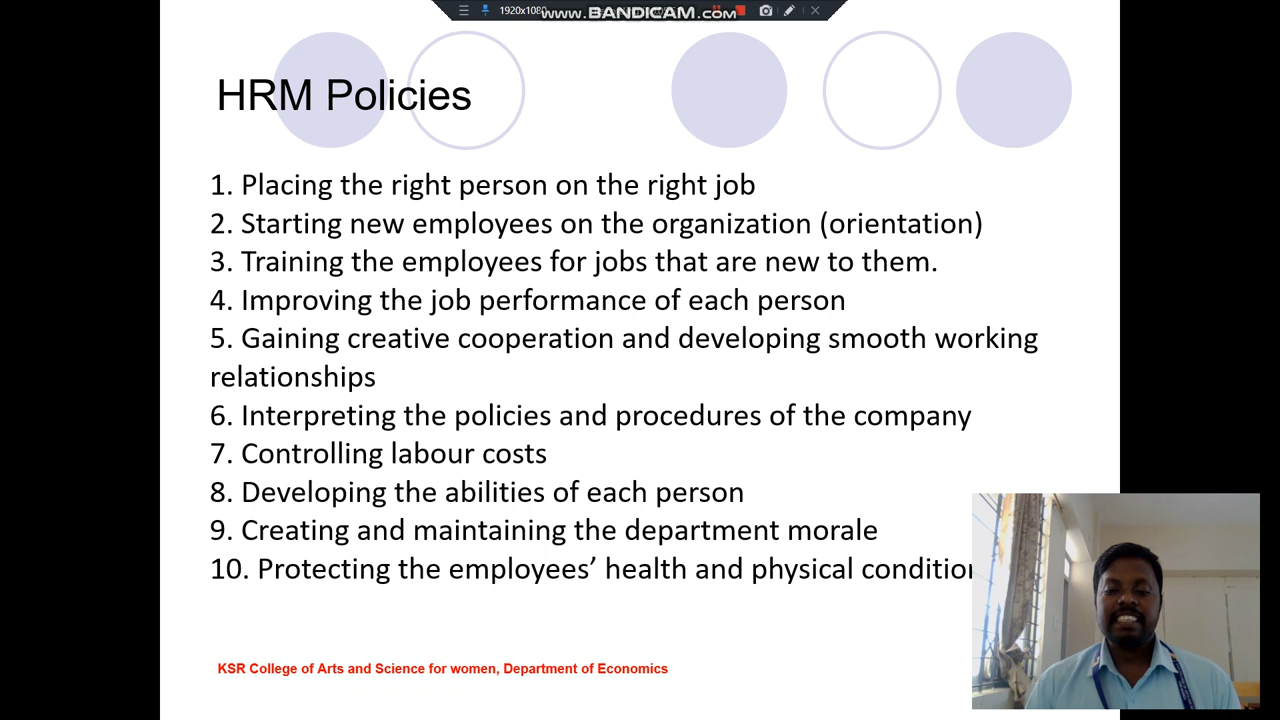 1920x1080
www.BANDICAM.com
HRM Policies
1. Placing the right person on the right job
2. Starting new employees on the organization (orientation)
3. Training the employees for jobs that are new to them.
4. Improving the job performance of each person
5. Gaining creative cooperation and developing smooth working
relationships
6. Interpreting the policies and procedures of the company
7. Controlling labour costs
8. Developing the abilities of each person
9. Creating and maintaining the department morale
10. Protecting the employees’ health and physical condition
KSR College of Arts and Science for women, Department of Economics